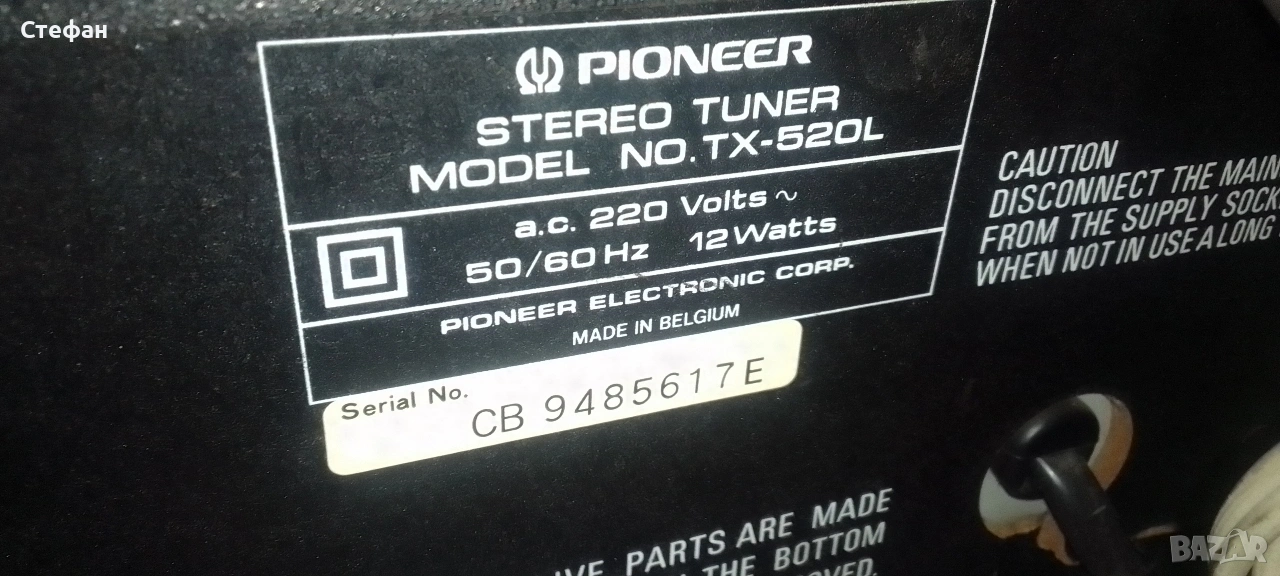 Стефан
PIONEER
STEREO TUNER
MODEL NO. TX-520L
a.c. 220 Volts ~
50/60 Hz 12 Watts
PIONEER ELECTRONIC CORP.
MADE IN BELGIUM
Serial No.
CB 9485617E
CAUTION
DISCONNECT THE MAIN
FROM THE SUPPLY SOCK
WHEN NOT IN USE A LONG
PARTS ARE MADE
THE BOTTOM
BAZAR